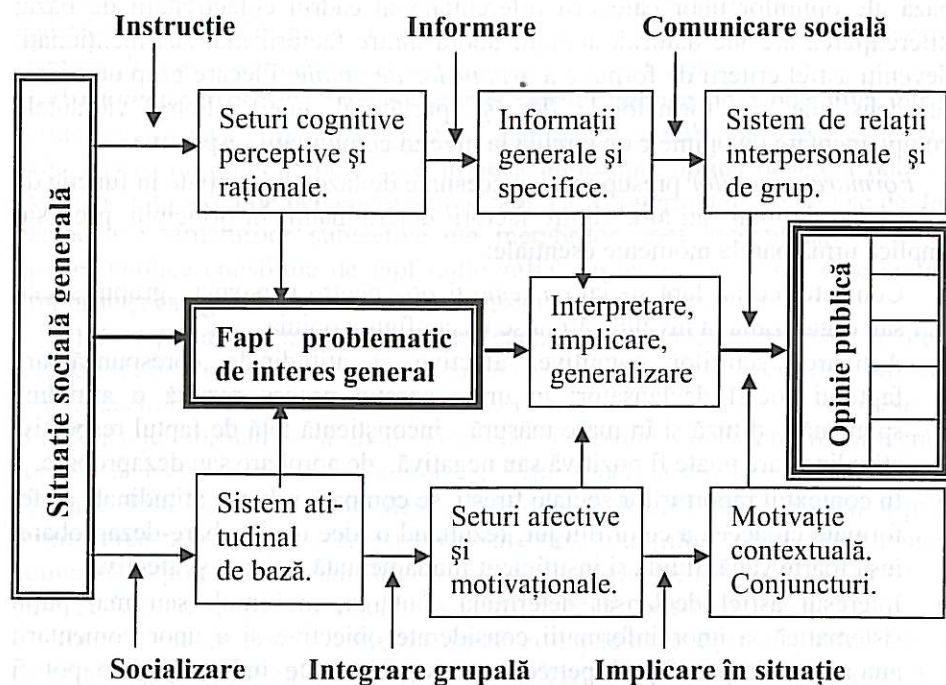 Instrucție
Informare
Comunicare socială
Situație socială generală
Seturi cognitive
perceptive și
raționale.
Informații
generale și
specifice.
Sistem de relații
interpersonale și
de grup.
Fapt problematic
de interes general
Interpretare,
implicare,
generalizare
Opinie publică
Sistem ati-
tudinal
de bază.
Seturi afective
și
motivaționale.
Motivație
contextuală.
Conjuncturi.
Socializare
Integrare grupală
Implicare în situație